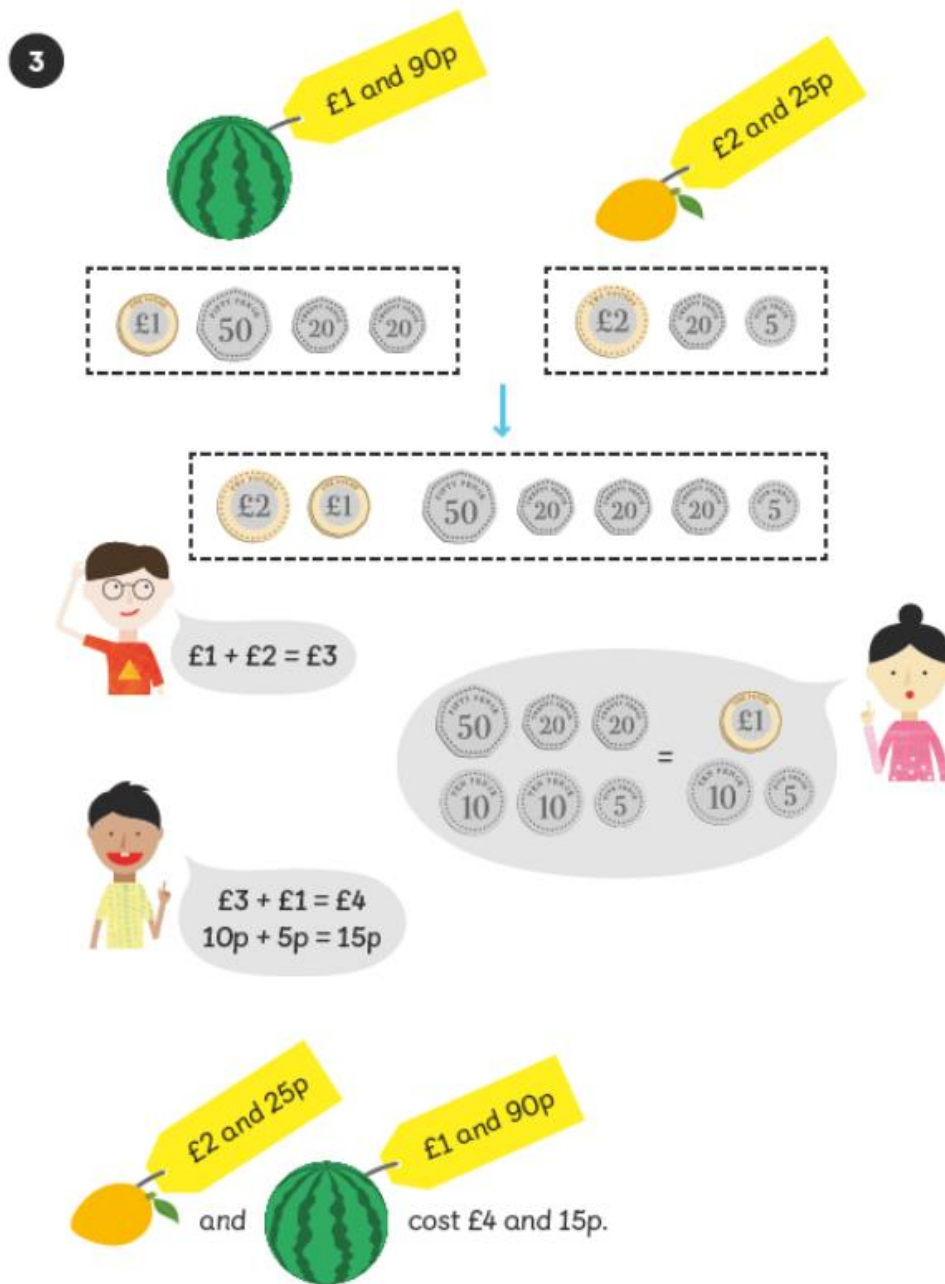 3
£1 and 90p
£2 and 25p
£1 50 20 20
£2 20 5
£2 £1 50 20 20 20 5
£1 + £2 = £3
50 20 20
10 10 5
=
£1
10 5
£3 + £1 = £4
10p + 5p = 15p
£2 and 25p
£1 and 90p
and
cost £4 and 15p.